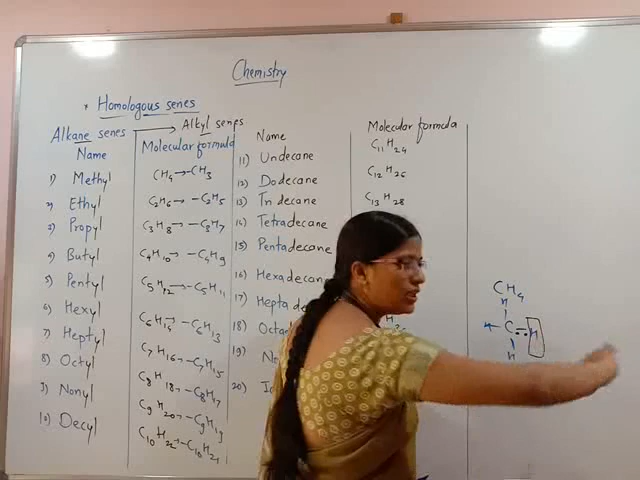 Chemistry
* Homologous series
Alkane series → Alkyl series
Name Molecular formula
1) Methyl CH4 → CH3
2) Ethyl C2H6 → -C2H5
3) Propyl C3H8 → -C3H7
4) Butyl C4H10 → -C4H9
5) Pentyl C5H12 → -C5H11
6) Hexyl C6H14 → -C6H13
7) Heptyl C7H16 → -C7H15
8) Octyl C8H18 → -C8H17
9) Nonyl C9H20 → -C9H19
10) Decyl C10H22 → -C10H21
Name Molecular formula
11) Undecane C11H24
12) Dodecane C12H26
13) Tridecane C13H28
14) Tetradecane
15) Pentadecane
16) Hexadecane
17) Hepta de
18) Octa
19)
20)
CH4
H
H C H
H